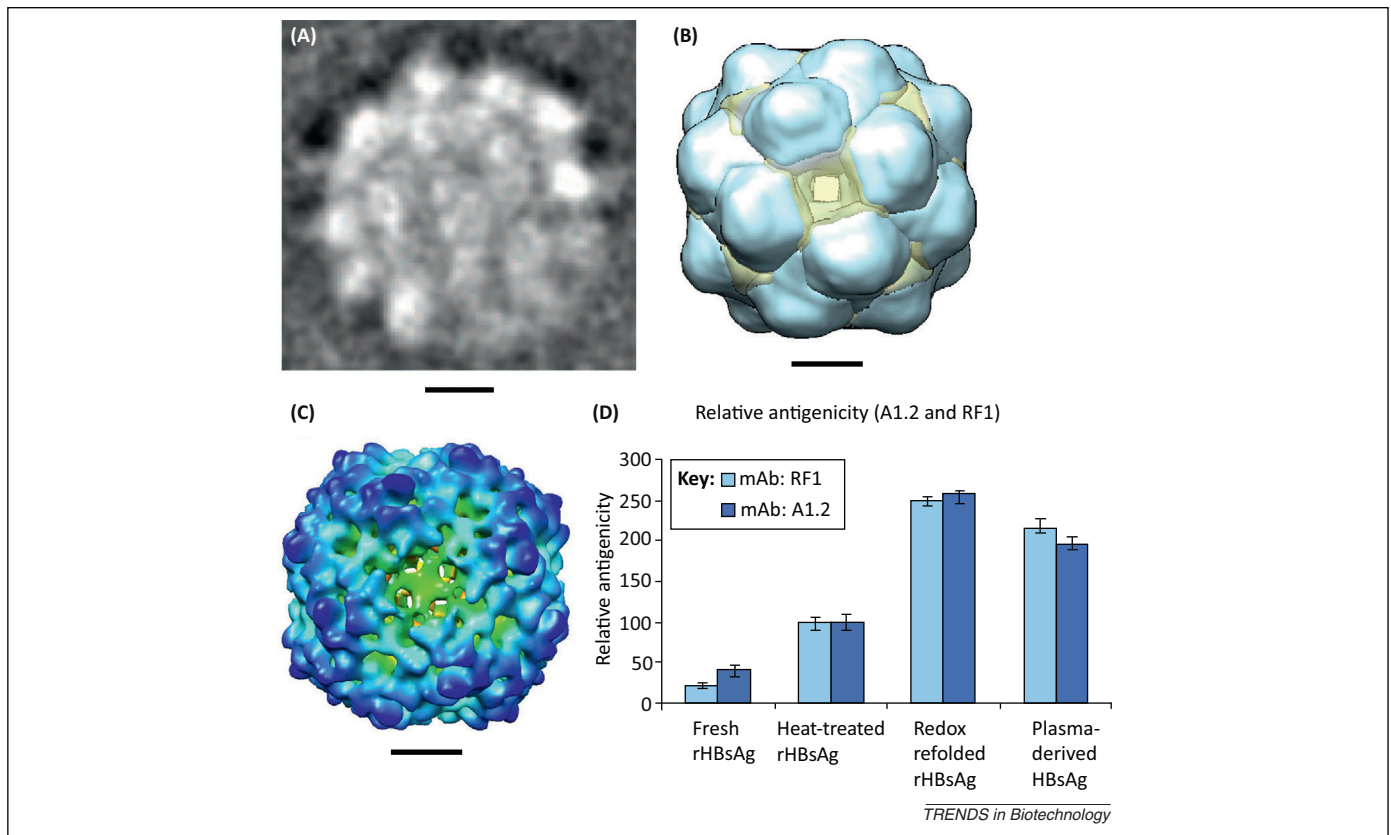 (A)
(B)
(C)
(D)
Relative antigenicity (A1.2 and RF1)
Relative antigenicity
300
250
200
150
100
50
0
Key: mAb: RF1
mAb: A1.2
Fresh
rHBsAg
Heat-treated
rHBsAg
Redox
refolded
rHBsAg
Plasma-
derived
HBsAg
TRENDS in Biotechnology